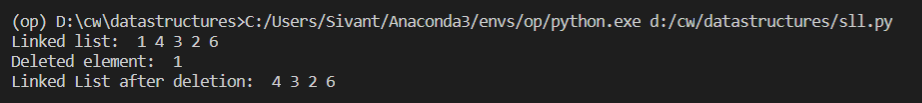 (op) D:\cw\datastructures>C:/Users/Sivant/Anaconda3/envs/op/python.exe d:/cw/datastructures/sll.py
Linked list:  1 4 3 2 6
Deleted element:  1
Linked List after deletion:  4 3 2 6